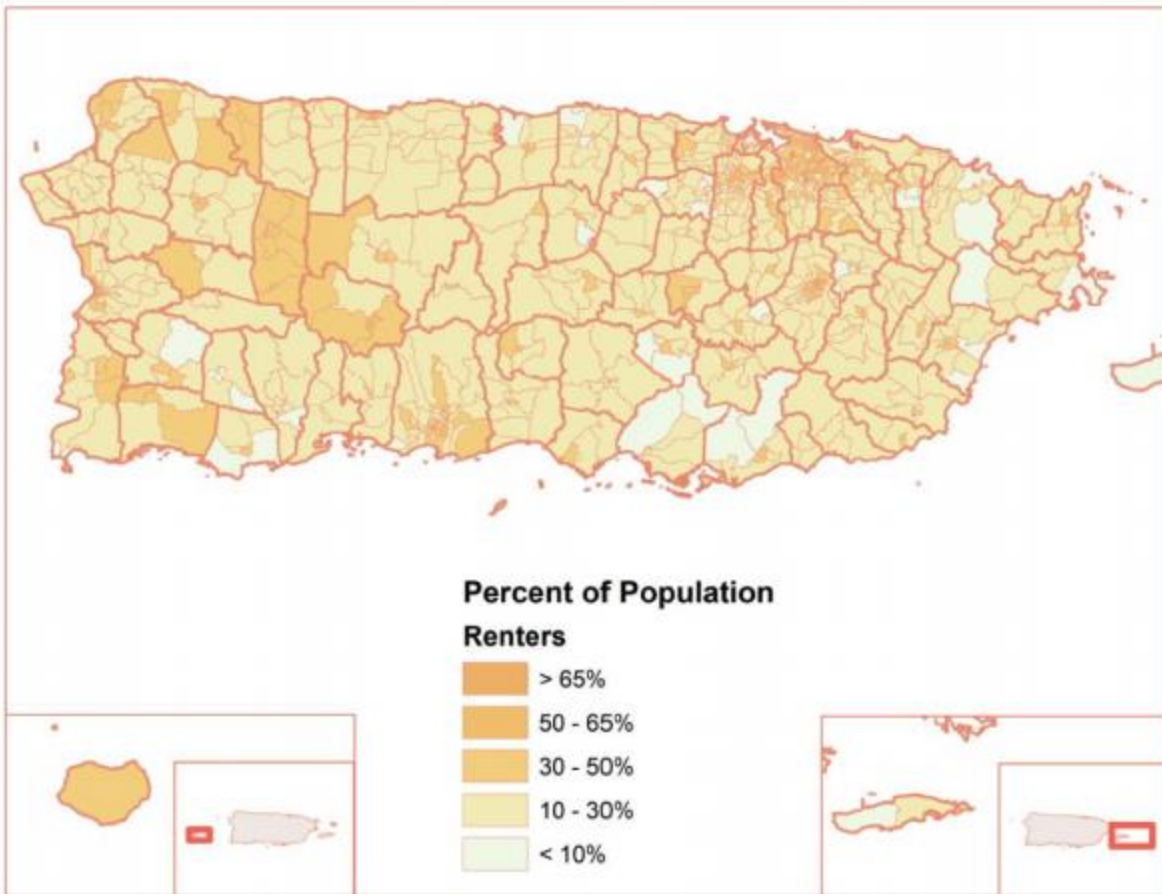 Percent of Population
Renters
> 65%
50 - 65%
30 - 50%
10 - 30%
< 10%